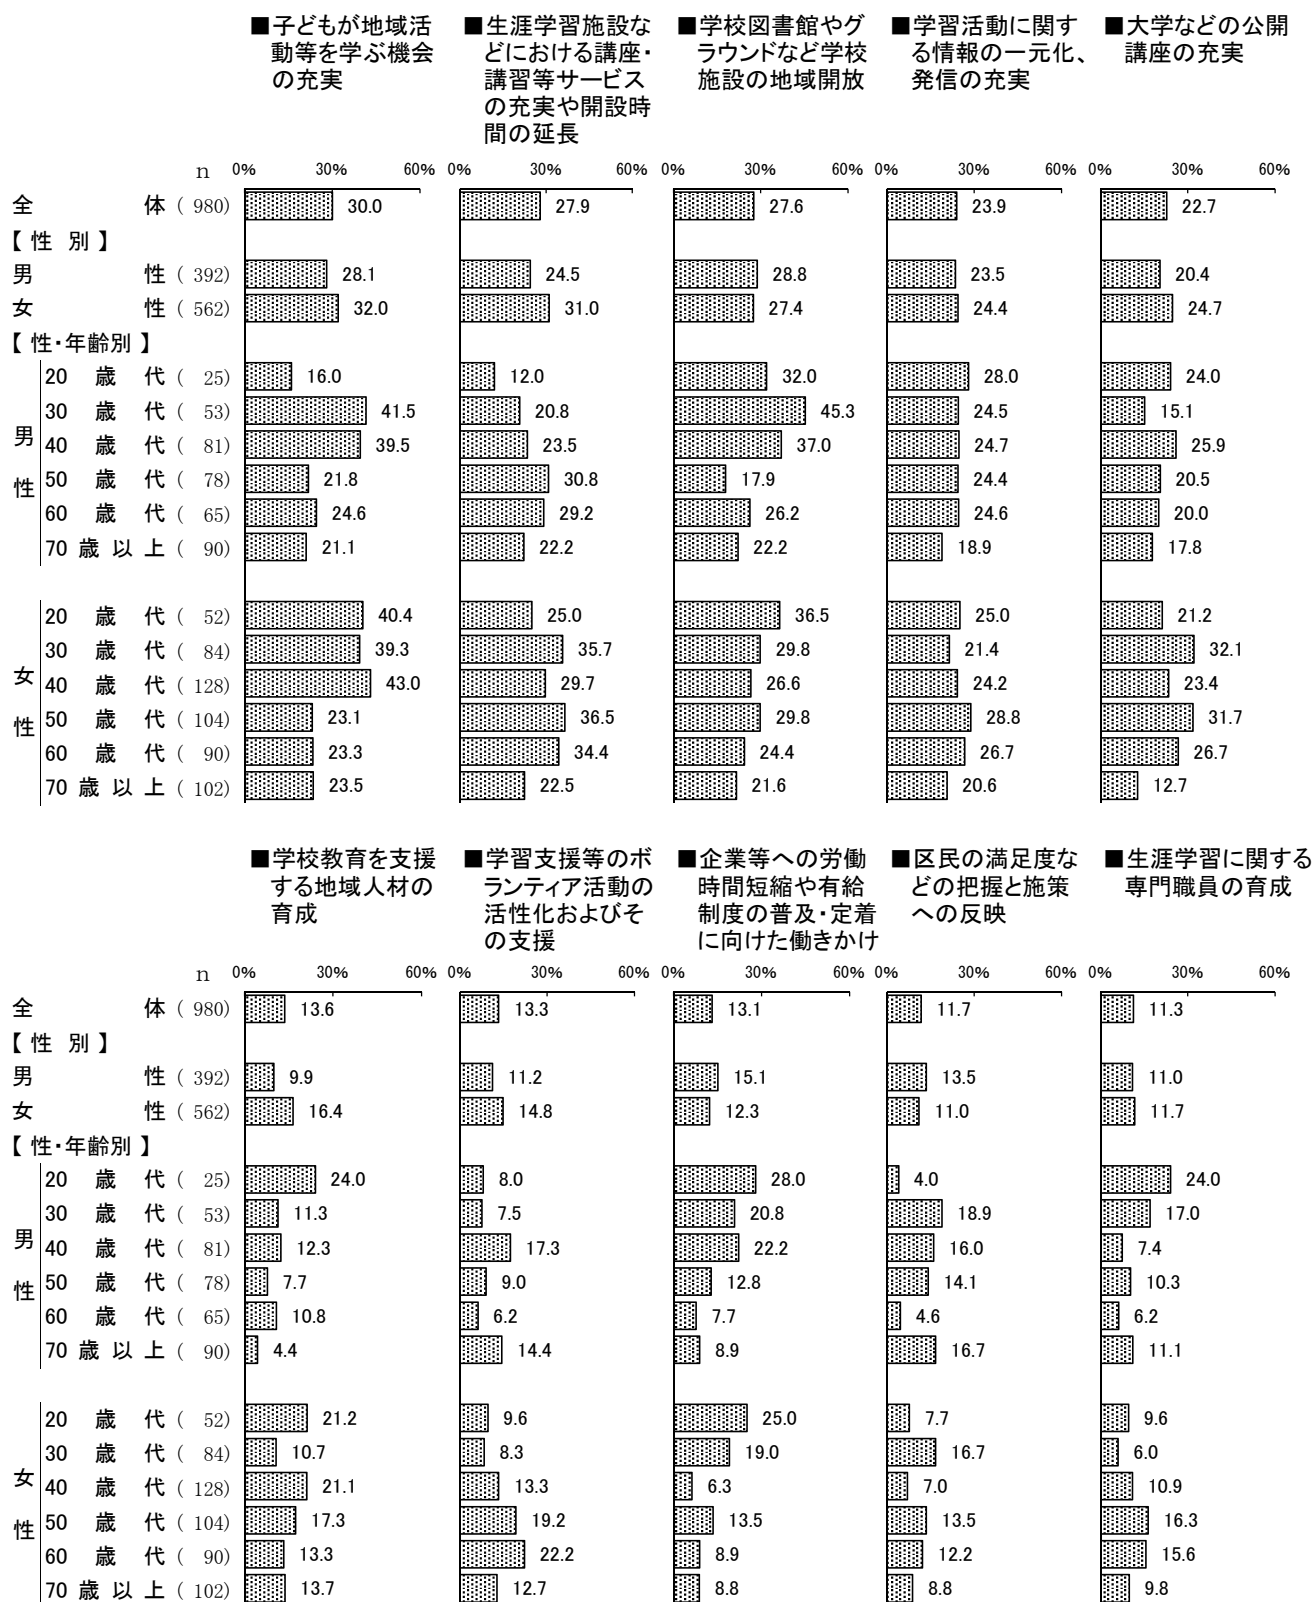 ■子どもが地域活動等を学ぶ機会の充実
■生涯学習施設などにおける講座・講習等サービスの充実や開設時間の延長
■学校図書館やグラウンドなど学校施設の地域開放
■学習活動に関する情報の一元化、発信の充実
■大学などの公開講座の充実
n 0% 30% 60% 0% 30% 60% 0% 30% 60% 0% 30% 60% 0% 30% 60%
全体 ( 980) 30.0 27.9 27.6 23.9 22.7
【 性 別 】
男性 ( 392) 28.1 24.5 28.8 23.5 20.4
女性 ( 562) 32.0 31.0 27.4 24.4 24.7
【 性・年齢別 】
男性
20 歳 代 ( 25) 16.0 12.0 32.0 28.0 24.0
30 歳 代 ( 53) 41.5 20.8 45.3 24.5 15.1
40 歳 代 ( 81) 39.5 23.5 37.0 24.7 25.9
50 歳 代 ( 78) 21.8 30.8 17.9 24.4 20.5
60 歳 代 ( 65) 24.6 29.2 26.2 24.6 20.0
70 歳 以 上 ( 90) 21.1 22.2 22.2 18.9 17.8
女性
20 歳 代 ( 52) 40.4 25.0 36.5 25.0 21.2
30 歳 代 ( 84) 39.3 35.7 29.8 21.4 32.1
40 歳 代 ( 128) 43.0 29.7 26.6 24.2 23.4
50 歳 代 ( 104) 23.1 36.5 29.8 28.8 31.7
60 歳 代 ( 90) 23.3 34.4 24.4 26.7 26.7
70 歳 以 上 ( 102) 23.5 22.5 21.6 20.6 12.7
■学校教育を支援する地域人材の育成
■学習支援等のボランティア活動の活性化およびその支援
■企業等への労働時間短縮や有給制度の普及・定着に向けた働きかけ
■区民の満足度などの把握と施策への反映
■生涯学習に関する専門職員の育成
n 0% 30% 60% 0% 30% 60% 0% 30% 60% 0% 30% 60% 0% 30% 60%
全体 ( 980) 13.6 13.3 13.1 11.7 11.3
【 性 別 】
男性 ( 392) 9.9 11.2 15.1 13.5 11.0
女性 ( 562) 16.4 14.8 12.3 11.0 11.7
【 性・年齢別 】
男性
20 歳 代 ( 25) 24.0 8.0 28.0 4.0 24.0
30 歳 代 ( 53) 11.3 7.5 20.8 18.9 17.0
40 歳 代 ( 81) 12.3 17.3 22.2 16.0 7.4
50 歳 代 ( 78) 7.7 9.0 12.8 14.1 10.3
60 歳 代 ( 65) 10.8 6.2 7.7 4.6 6.2
70 歳 以 上 ( 90) 4.4 14.4 8.9 16.7 11.1
女性
20 歳 代 ( 52) 21.2 9.6 25.0 7.7 9.6
30 歳 代 ( 84) 10.7 8.3 19.0 16.7 6.0
40 歳 代 ( 128) 21.1 13.3 6.3 7.0 10.9
50 歳 代 ( 104) 17.3 19.2 13.5 13.5 16.3
60 歳 代 ( 90) 13.3 22.2 8.9 12.2 15.6
70 歳 以 上 ( 102) 13.7 12.7 8.8 8.8 9.8